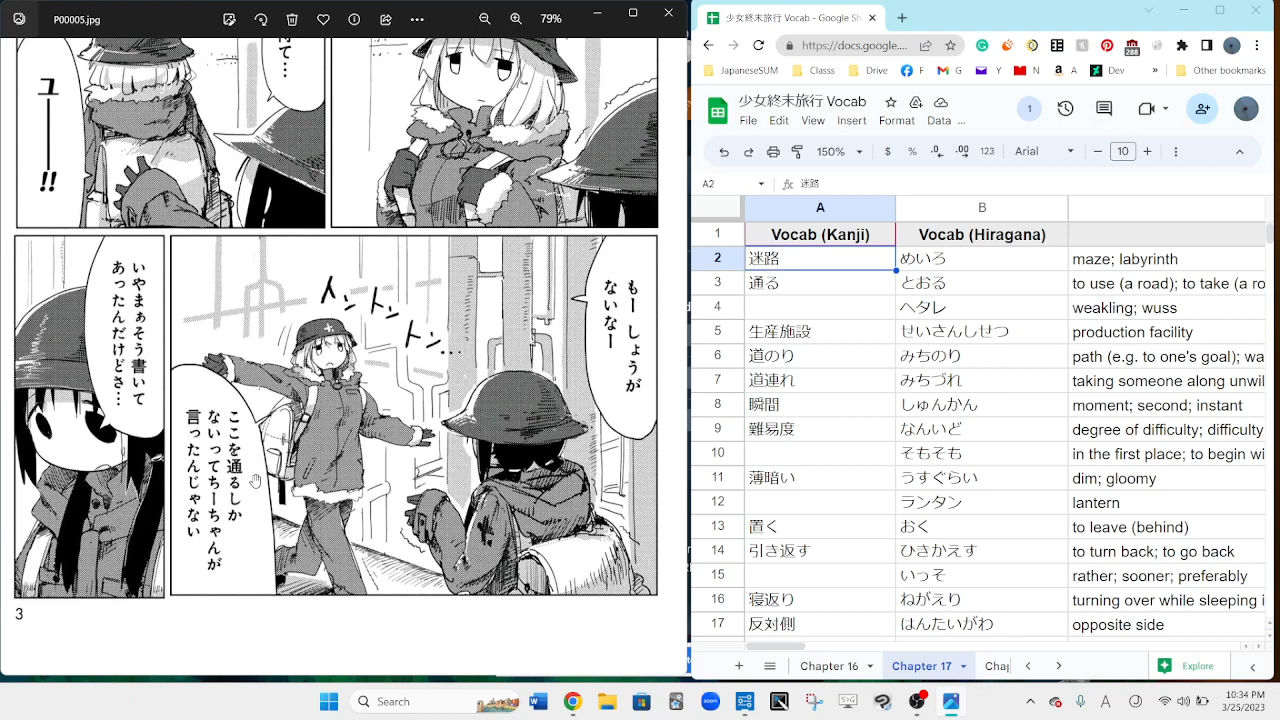 P00005.jpg
79%
待て…
ユーーー!!
もー しょうが
ないなー
トントントン…
ここを通るしか
ないってちーちゃんが
言ったんじゃない
いやまぁそう書いて
あったんだけどさ…
3
少女終末旅行 Vocab - Google Sh
https://docs.google....
JapaneseSUM
Classs
Drive
F
G
Y
N
A
Dev
Other bookmarks
少女終末旅行 Vocab
File Edit View Insert Format Data ...
1
150% $ % .0 .00 123 Arial 10
A2 fx 迷路
A B
1 Vocab (Kanji) Vocab (Hiragana)
2 迷路 めいろ maze; labyrinth
3 通る とおる to use (a road); to take (a ro
4 ヘタレ weakling; wuss
5 生産施設 せいさんしせつ production facility
6 道のり みちのり path (e.g. to one's goal); wa
7 道連れ みちづれ taking someone along (wil
8 瞬間 しゅんかん moment; second; instant
9 難易度 なんいど degree of difficulty; difficulty
10 そもそも in the first place; to begin wi
11 薄暗い うすぐらい dim; gloomy
12 ランタン lantern
13 置く おく to leave (behind)
14 引き返す ひきかえす to turn back; to go back
15 いっそ rather; sooner; preferably
16 寝返り ねがえり turning over while sleeping i
17 反対側 はんたいがわ opposite side
Chapter 16 Chapter 17 Chap Explore
Search
10:34 PM
3/23/2023